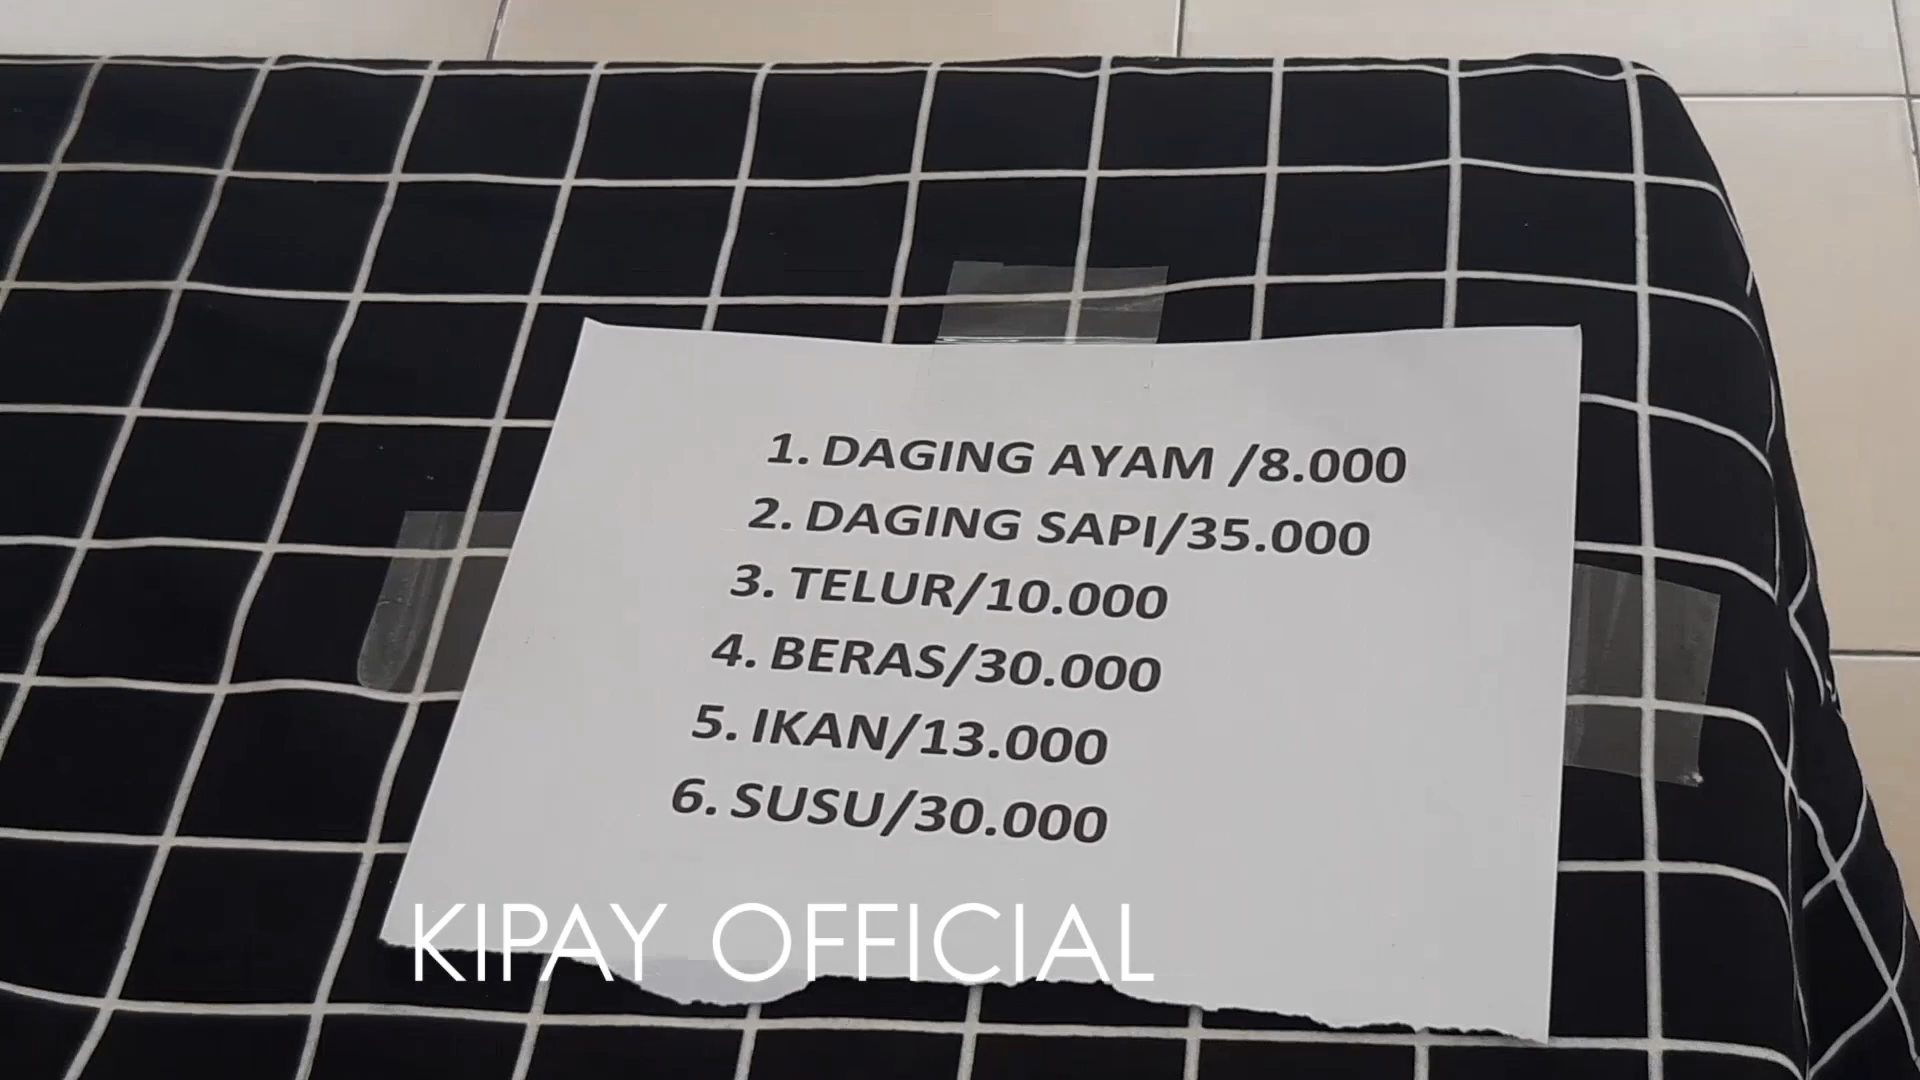 1. DAGING AYAM /8.000
2. DAGING SAPI/35.000
3. TELUR/10.000
4. BERAS/30.000
5. IKAN/13.000
6. SUSU/30.000
KIPAY OFFICIAL